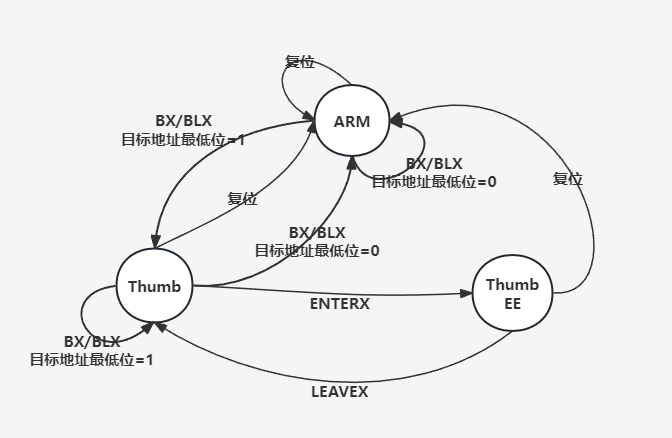 复位
ARM
BX/BLX
目标地址最低位=1
BX/BLX
目标地址最低位=0
复位
复位
BX/BLX
目标地址最低位=0
Thumb
Thumb
EE
ENTERX
BX/BLX
目标地址最低位=1
LEAVEX